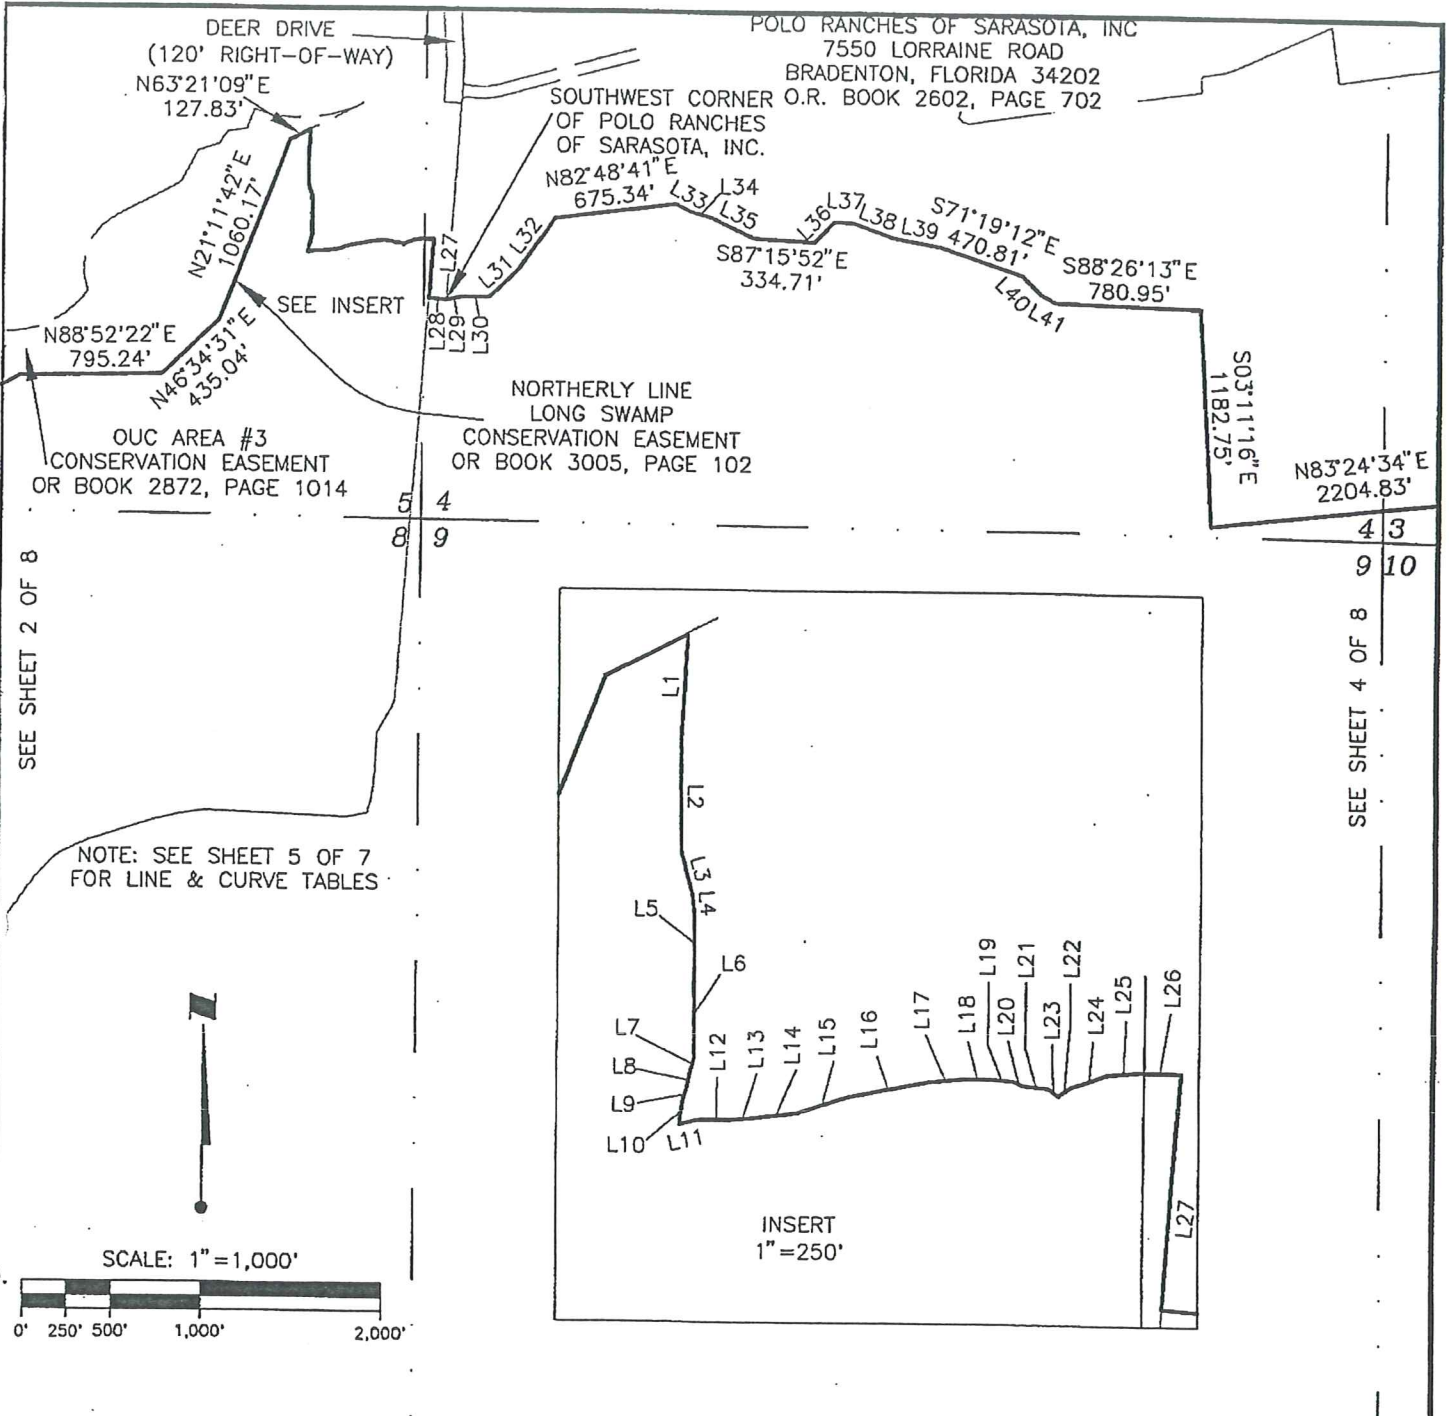 DEER DRIVE
(120' RIGHT-OF-WAY)
POLO RANCHES OF SARASOTA, INC
7550 LORRAINE ROAD
BRADENTON, FLORIDA 34202
O.R. BOOK 2602, PAGE 702
N63°21'09"E
127.83'
SOUTHWEST CORNER
OF POLO RANCHES
OF SARASOTA, INC.
N21°11'42"E
1060.17'
N82°48'41"E
675.34'
L27
L31
L32
L33
L34
L35
L36
L37
L38
L39
S71°19'12"E
470.81'
S87°15'52"E
334.71'
S88°26'13"E
780.95'
L40
L41
SEE INSERT
L28
L29
L30
N88°52'22"E
795.24'
N46°34'31"E
435.04'
S03°11'16"E
1182.75'
NORTHERLY LINE
LONG SWAMP
CONSERVATION EASEMENT
OR BOOK 3005, PAGE 102
OUC AREA #3
CONSERVATION EASEMENT
OR BOOK 2872, PAGE 1014
N83°24'34"E
2204.83'
5 4
8 9
4 3
9 10
SEE SHEET 2 OF 8
SEE SHEET 4 OF 8
L1
L2
L3
L4
L5
L6
L7
L8
L9
L10
L11
L12
L13
L14
L15
L16
L17
L18
L19
L20
L21
L23
L22
L24
L25
L26
L27
INSERT
1"=250'
NOTE: SEE SHEET 5 OF 7
FOR LINE & CURVE TABLES
SCALE: 1"=1,000'
0' 250' 500' 1,000' 2,000'